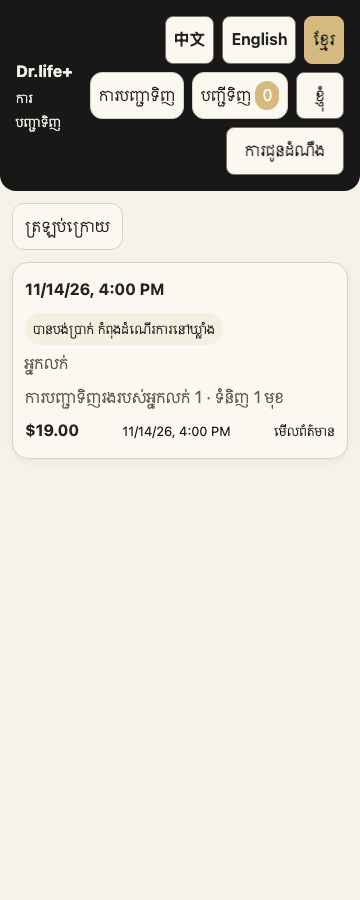 中文 English ខ្មែរ
Dr.life+
ការ
បញ្ជាទិញ
ការបញ្ជាទិញ បញ្ជីទិញ 0 ខ្ញុំ
ការជូនដំណឹង
ត្រឡប់ក្រោយ
11/14/26, 4:00 PM
បានបង់ប្រាក់ កំពុងដំណើរការនៅឃ្លាំង
អ្នកលក់
ការបញ្ជាទិញរងរបស់អ្នកលក់ 1 · ទំនិញ 1 មុខ
$19.00 11/14/26, 4:00 PM មើលព័ត៌មាន